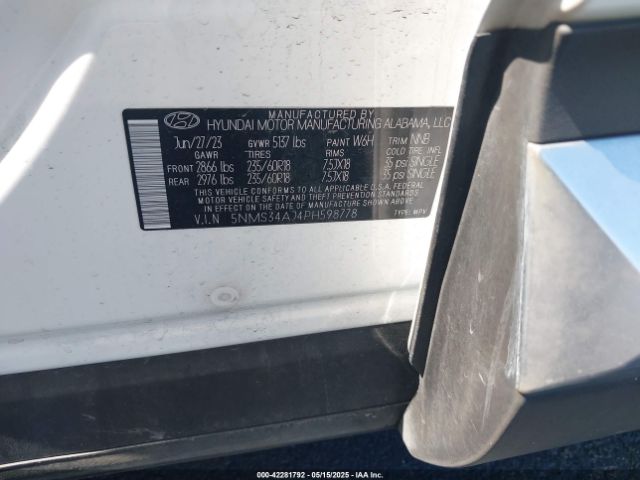 MANUFACTURED BY
HYUNDAI MOTOR MANUFACTURING ALABAMA, LLC
Jun/27/23 GVWR 5137 lbs PAINT W6H TRIM NNB
GAWR TIRES RIMS COLD TIRE INFL.
FRONT 2866 lbs 235/60R18 7.5JX18 35 psi SINGLE
REAR 2976 lbs 235/60R18 7.5JX18 35 psi SINGLE
THIS VEHICLE CONFORMS TO ALL APPLICABLE U.S.A. FEDERAL
MOTOR VEHICLE SAFETY AND THEFT PREVENTION STANDARDS
IN EFFECT ON THE DATE OF MANUFACTURE SHOWN ABOVE.
V.I.N 5NMS34AJ4PH598778 TYPE: MPV
000-42281792 05/15/2025 COPYRIGHT IAA, INC.